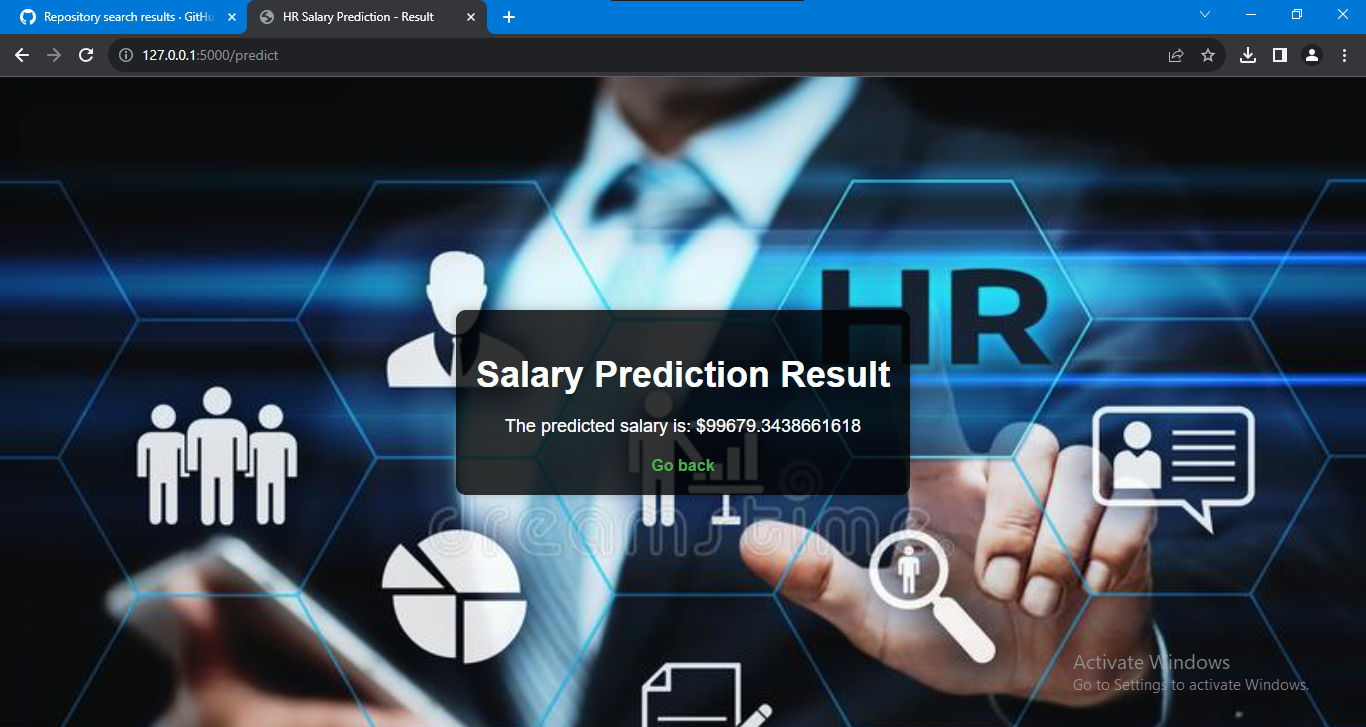 Repository search results · GitHu
HR Salary Prediction - Result
127.0.0.1:5000/predict
HR
Salary Prediction Result
The predicted salary is: $99679.3438661618
Go back
dreamstime
Activate Windows
Go to Settings to activate Windows.